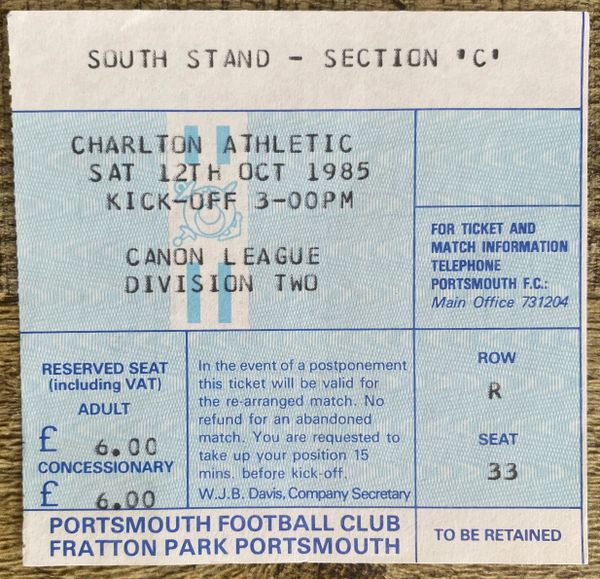 SOUTH STAND - SECTION 'C'
CHARLTON ATHLETIC
SAT 12TH OCT 1985
KICK-OFF 3-00PM
CANON LEAGUE
DIVISION TWO
FOR TICKET AND
MATCH INFORMATION
TELEPHONE
PORTSMOUTH F.C.:
Main Office 731204
RESERVED SEAT
(including VAT)
ADULT
£ 6.00
CONCESSIONARY
£ 6.00
In the event of a postponement
this ticket will be valid for
the re-arranged match. No
refund for an abandoned
match. You are requested to
take up your position 15
mins. before kick-off.
W.J.B. Davis, Company Secretary
ROW
R
SEAT
33
PORTSMOUTH FOOTBALL CLUB
FRATTON PARK PORTSMOUTH
TO BE RETAINED